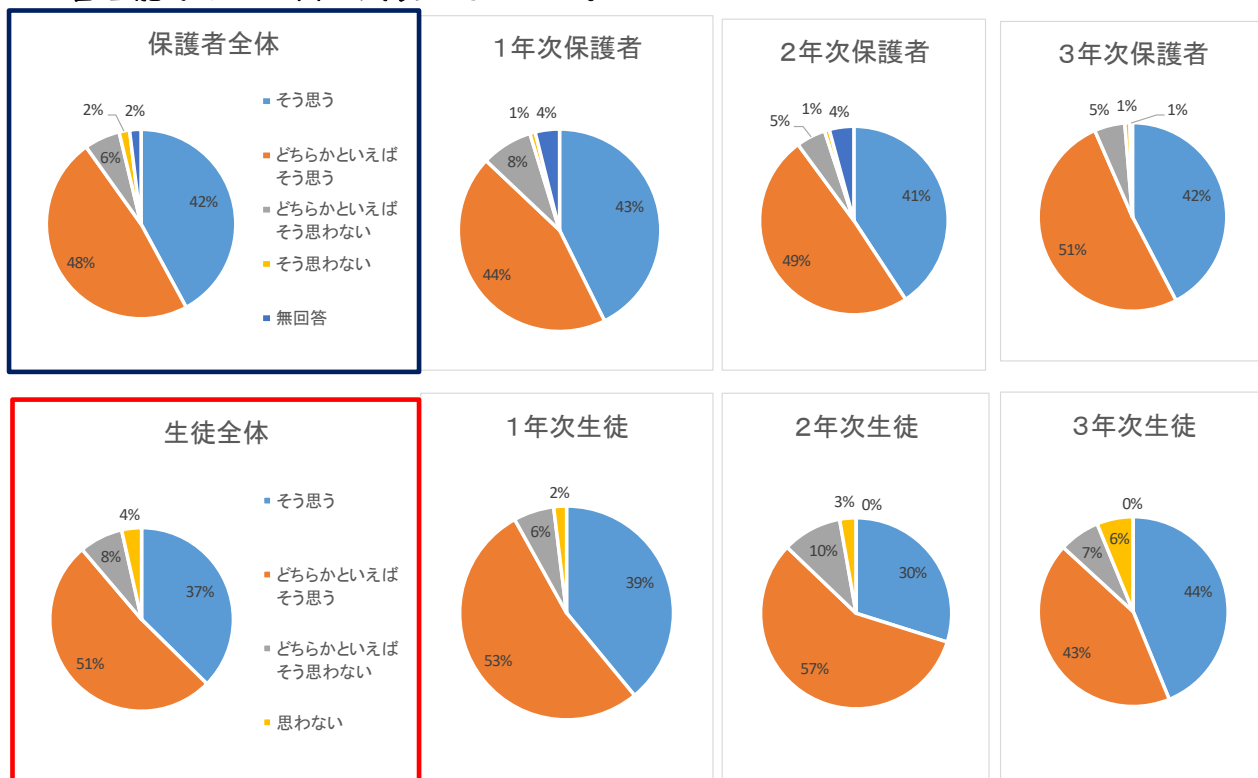 保護者全体
2%
2%
6%
42%
48%
そう思う
どちらかといえば
そう思う
どちらかといえば
そう思わない
そう思わない
無回答
１年次保護者
1%
4%
8%
43%
44%
２年次保護者
1%
4%
5%
41%
49%
３年次保護者
5%
1%
1%
42%
51%
生徒全体
4%
8%
37%
51%
そう思う
どちらかといえば
そう思う
どちらかといえば
そう思わない
思わない
１年次生徒
2%
6%
39%
53%
２年次生徒
3%
0%
10%
30%
57%
３年次生徒
0%
6%
7%
44%
43%